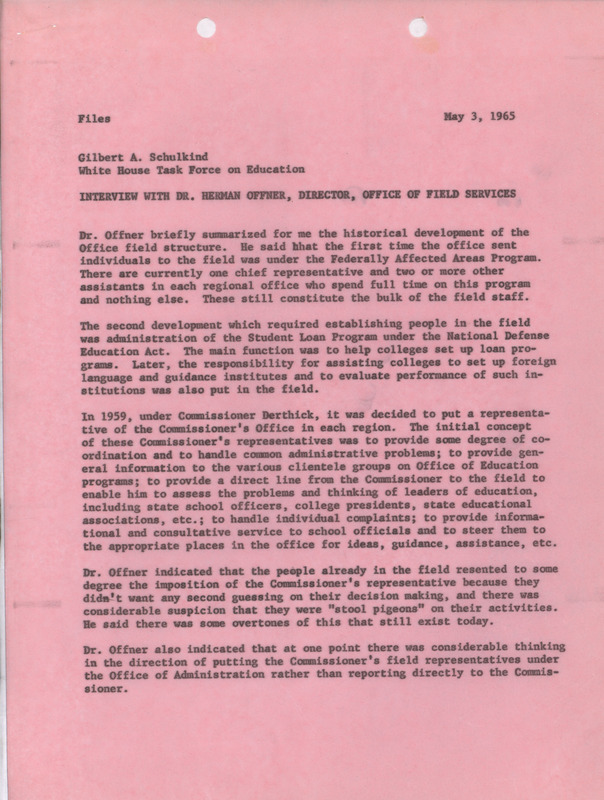 Files May 3, 1965
Gilbert A. Schulkind
White House Task Force on Education
INTERVIEW WITH DR. HERMAN OFFNER, DIRECTOR, OFFICE OF FIELD SERVICES
Dr. Offner briefly summarized for me the historical development of the
Office field structure. He said hhat the first time the office sent
individuals to the field was under the Federally Affected Areas Program.
There are currently one chief representative and two or more other
assistants in each regional office who spend full time on this program
and nothing else. These still constitute the bulk of the field staff.
The second development which required establishing people in the field
was administration of the Student Loan Program under the National Defense
Education Act. The main function was to help colleges set up loan pro-
grams. Later, the responsibility for assisting colleges to set up foreign
language and guidance institutes and to evaluate performance of such in-
stitutions was also put in the field.
In 1959, under Commissioner Derthick, it was decided to put a representa-
tive of the Commissioner's Office in each region. The initial concept
of these Commissioner's representatives was to provide some degree of co-
ordination and to handle common administrative problems; to provide gen-
eral information to the various clientele groups on Office of Education
programs; to provide a direct line from the Commissioner to the field to
enable him to assess the problems and thinking of leaders of education,
including state school officers, college presidents, state educational
associations, etc.; to handle individual complaints; to provide informa-
tional and consultative service to school officials and to steer them to
the appropriate places in the office for ideas, guidance, assistance, etc.
Dr. Offner indicated that the people already in the field resented to some
degree the imposition of the Commissioner's representative because they
didn't want any second guessing on their decision making, and there was
considerable suspicion that they were "stool pigeons" on their activities.
He said there was some overtones of this that still exist today.
Dr. Offner also indicated that at one point there was considerable thinking
in the direction of putting the Commissioner's field representatives under
the Office of Administration rather than reporting directly to the Commis-
sioner.